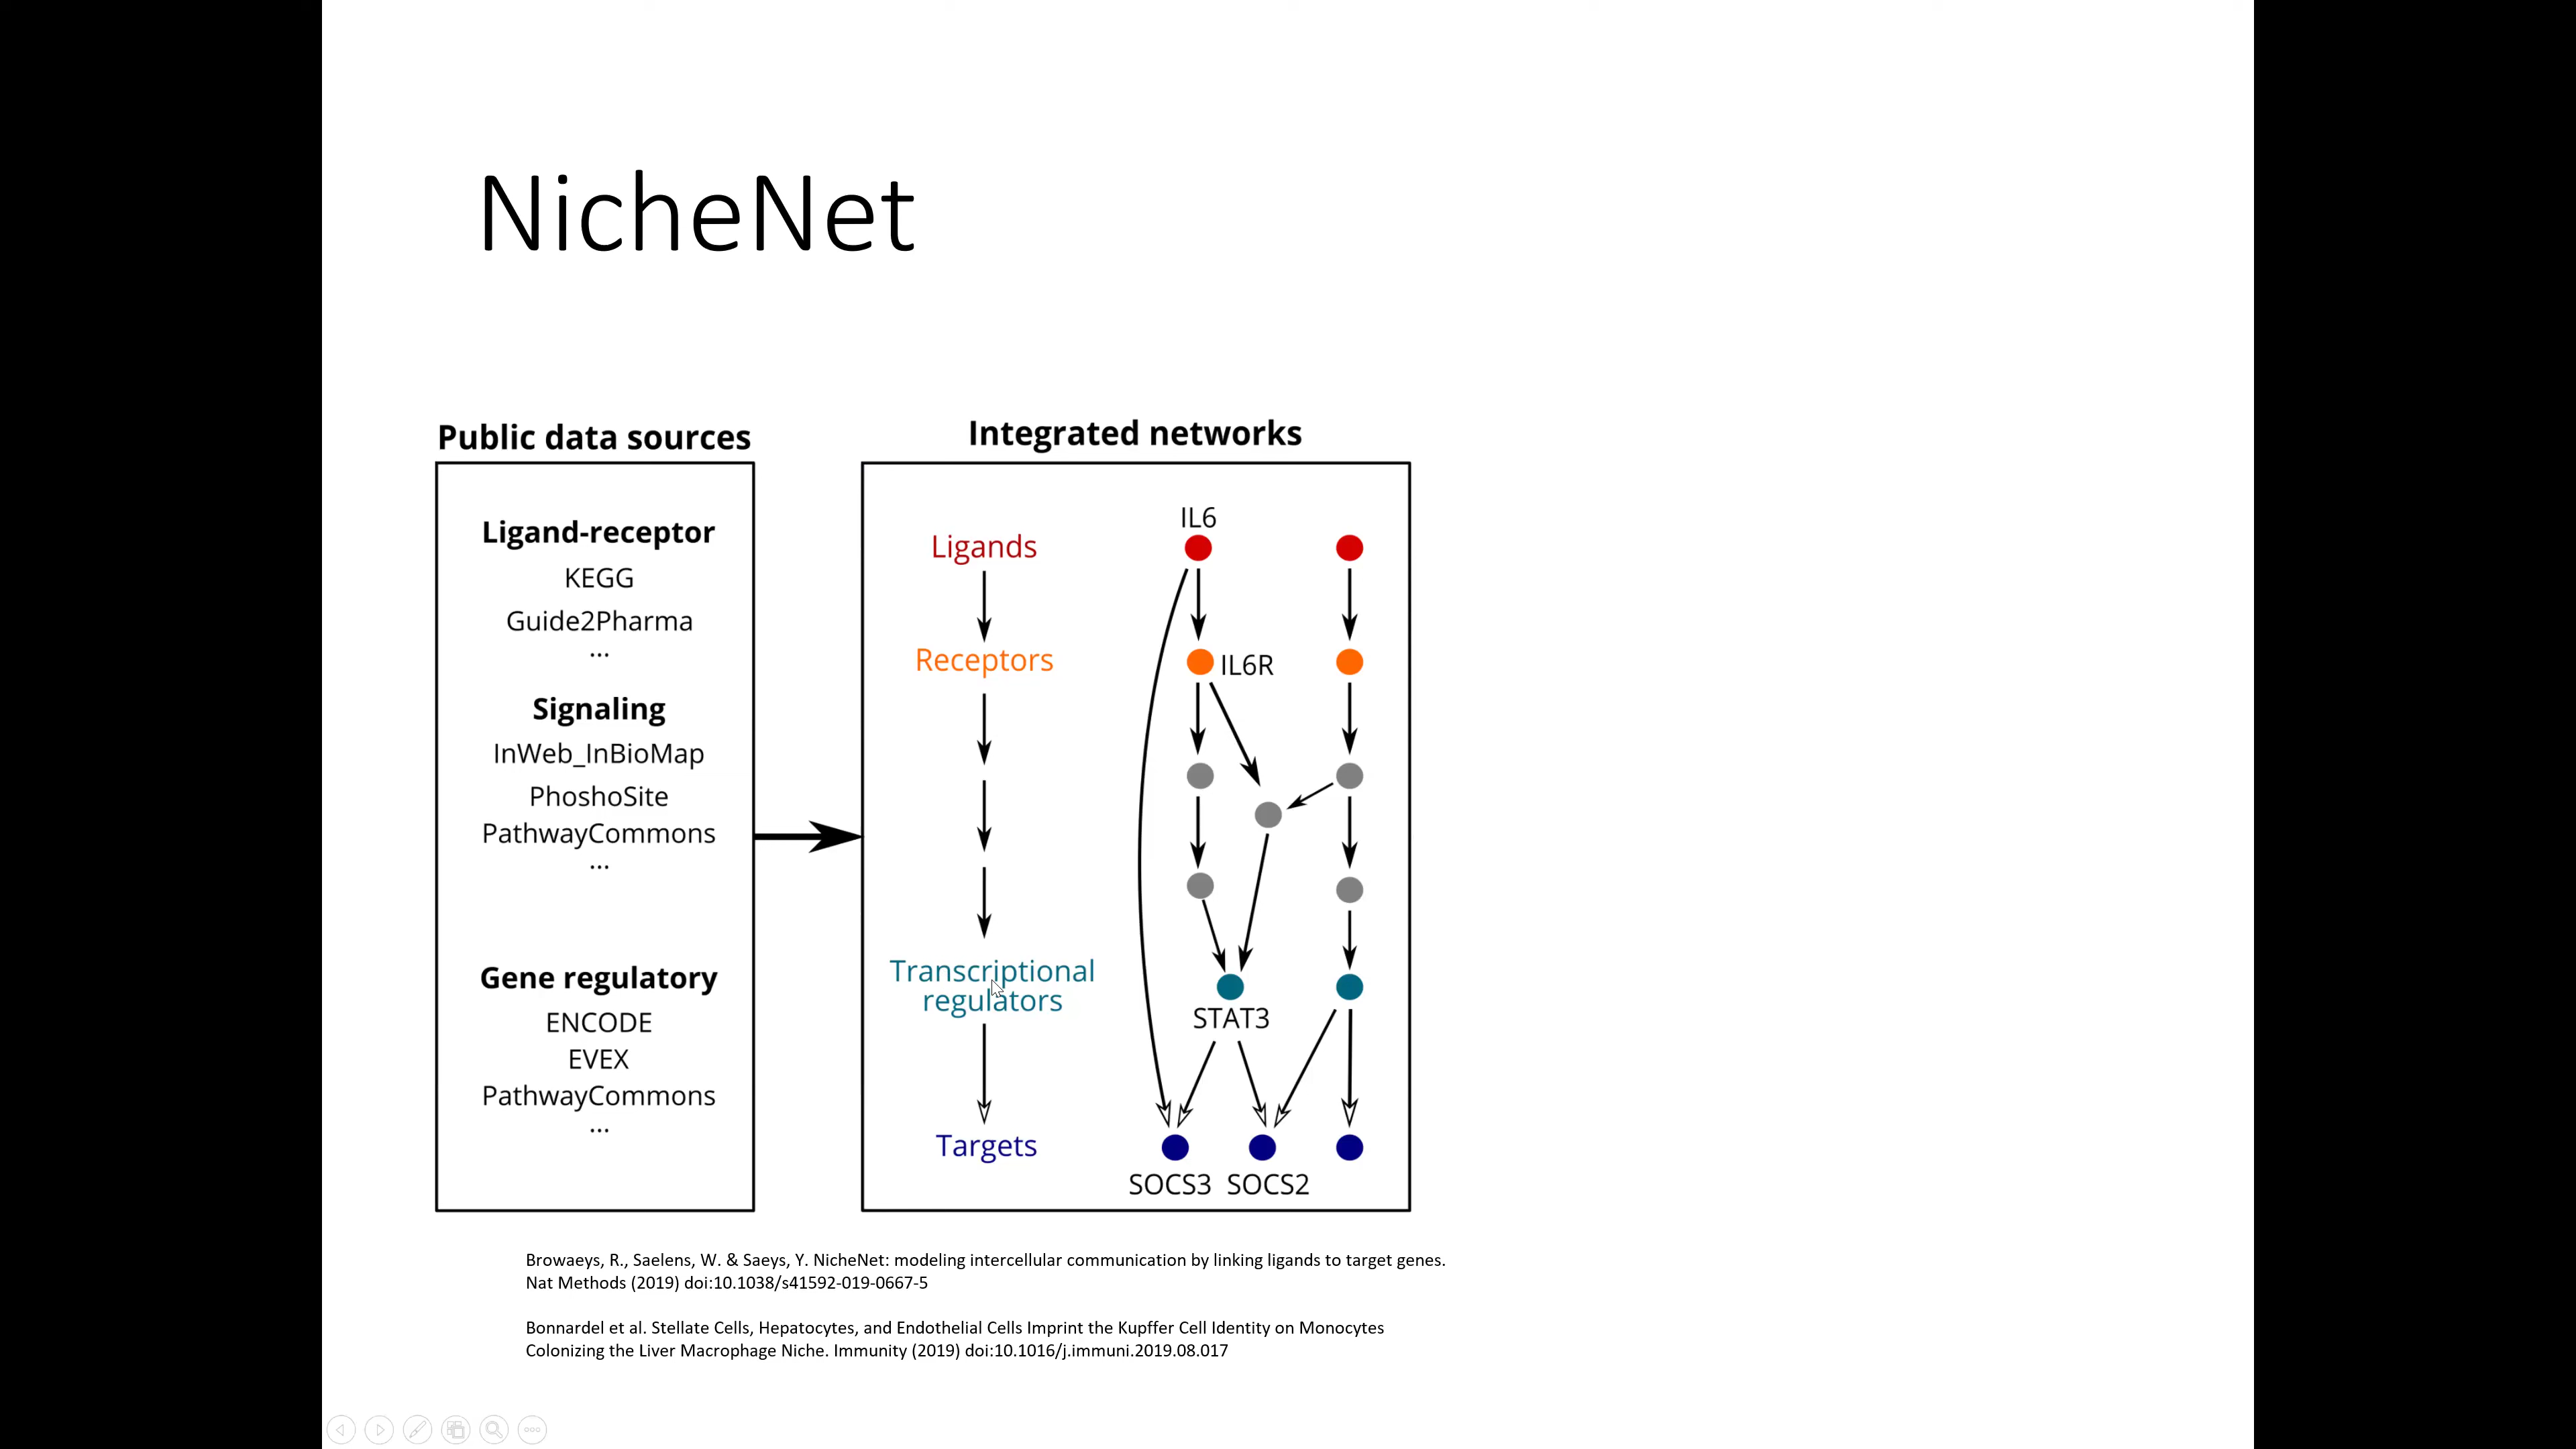 NicheNet
Public data sources
Ligand-receptor
KEGG
Guide2Pharma
...
Signaling
InWeb_InBioMap
PhoshoSite
PathwayCommons
...
Gene regulatory
ENCODE
EVEX
PathwayCommons
...
Integrated networks
Ligands
Receptors
Transcriptional
regulators
Targets
IL6
IL6R
STAT3
SOCS3 SOCS2
Browaeys, R., Saelens, W. & Saeys, Y. NicheNet: modeling intercellular communication by linking ligands to target genes.
Nat Methods (2019) doi:10.1038/s41592-019-0667-5
Bonnardel et al. Stellate Cells, Hepatocytes, and Endothelial Cells Imprint the Kupffer Cell Identity on Monocytes
Colonizing the Liver Macrophage Niche. Immunity (2019) doi:10.1016/j.immuni.2019.08.017